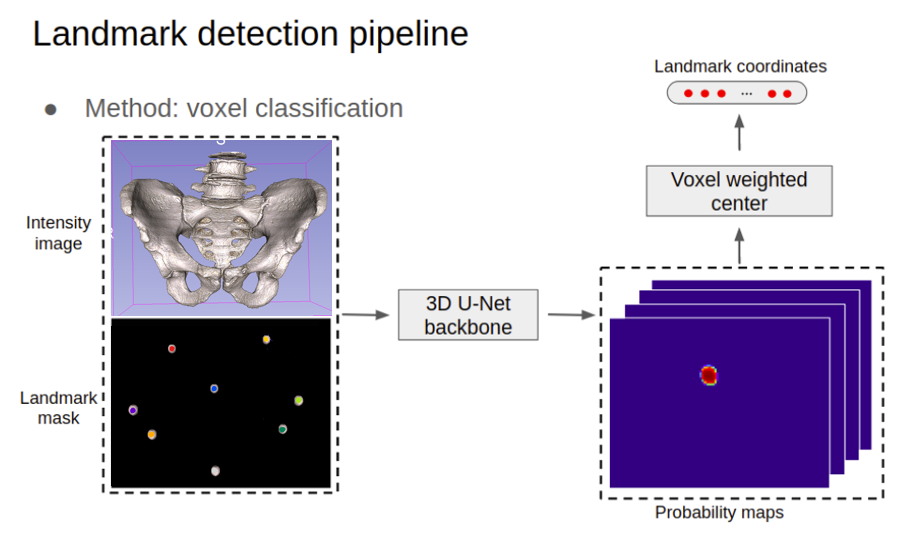 Landmark detection pipeline
● Method: voxel classification
Intensity
image
Landmark
mask
3D U-Net
backbone
Landmark coordinates
...
Voxel weighted
center
Probability maps